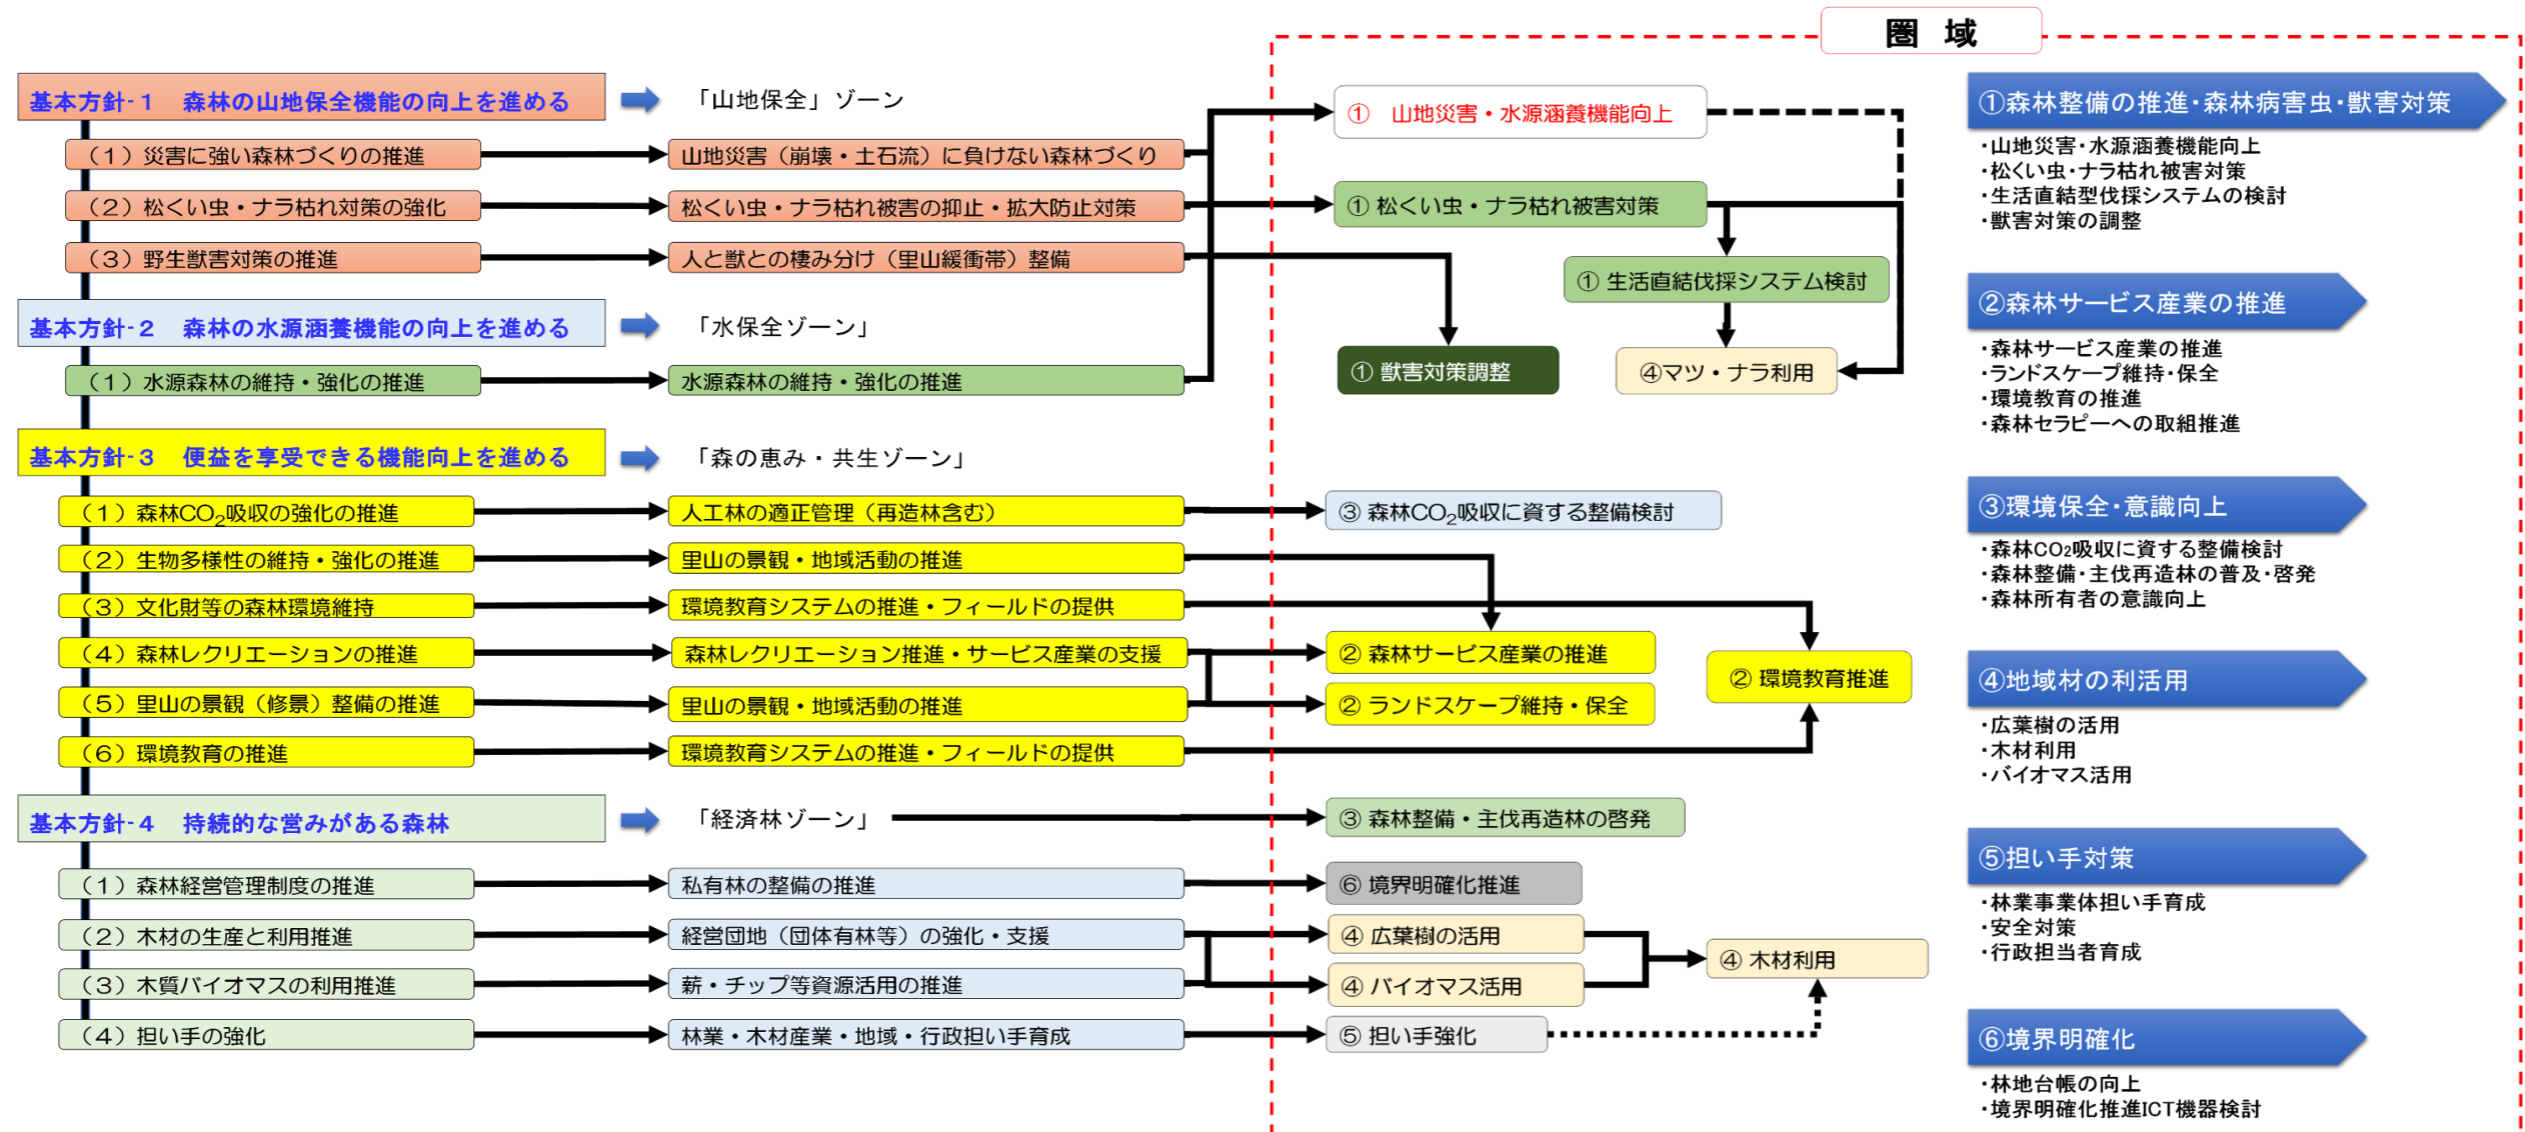 圏　域
基本方針-１　森林の山地保全機能の向上を進める
「山地保全」ゾーン
（１）災害に強い森林づくりの推進
山地災害（崩壊・土石流）に負けない森林づくり
①　山地災害・水源涵養機能向上
（２）松くい虫・ナラ枯れ対策の強化
松くい虫・ナラ枯れ被害の抑止・拡大防止対策
① 松くい虫・ナラ枯れ被害対策
（３）野生獣害対策の推進
人と獣との棲み分け（里山緩衝帯）整備
① 生活直結伐採システム検討
基本方針-２　森林の水源涵養機能の向上を進める
「水保全ゾーン」
（１）水源森林の維持・強化の推進
水源森林の維持・強化の推進
① 獣害対策調整
④マツ・ナラ利用
基本方針-３　便益を享受できる機能向上を進める
「森の恵み・共生ゾーン」
（１）森林CO₂吸収の強化の推進
人工林の適正管理（再造林含む）
③ 森林CO₂吸収に資する整備検討
（２）生物多様性の維持・強化の推進
里山の景観・地域活動の推進
（３）文化財等の森林環境維持
環境教育システムの推進・フィールドの提供
（４）森林レクリエーションの推進
森林レクリエーション推進・サービス産業の支援
② 森林サービス産業の推進
② 環境教育推進
（５）里山の景観（修景）整備の推進
里山の景観・地域活動の推進
② ランドスケープ維持・保全
（６）環境教育の推進
環境教育システムの推進・フィールドの提供
基本方針-４　持続的な営みがある森林
「経済林ゾーン」
③ 森林整備・主伐再造林の啓発
（１）森林経営管理制度の推進
私有林の整備の推進
⑥ 境界明確化推進
（２）木材の生産と利用推進
経営団地（団体有林等）の強化・支援
④ 広葉樹の活用
④ 木材利用
（３）木質バイオマスの利用推進
薪・チップ等資源活用の推進
④ バイオマス活用
（４）担い手の強化
林業・木材産業・地域・行政担い手育成
⑤ 担い手強化
①森林整備の推進・森林病害虫・獣害対策
・山地災害・水源涵養機能向上
・松くい虫・ナラ枯れ被害対策
・生活直結型伐採システムの検討
・獣害対策の調整
②森林サービス産業の推進
・森林サービス産業の推進
・ランドスケープ維持・保全
・環境教育の推進
・森林セラピーへの取組推進
③環境保全・意識向上
・森林CO₂吸収に資する整備検討
・森林整備・主伐再造林の普及・啓発
・森林所有者の意識向上
④地域材の利活用
・広葉樹の活用
・木材利用
・バイオマス活用
⑤担い手対策
・林業事業体担い手育成
・安全対策
・行政担当者育成
⑥境界明確化
・林地台帳の向上
・境界明確化推進ICT機器検討